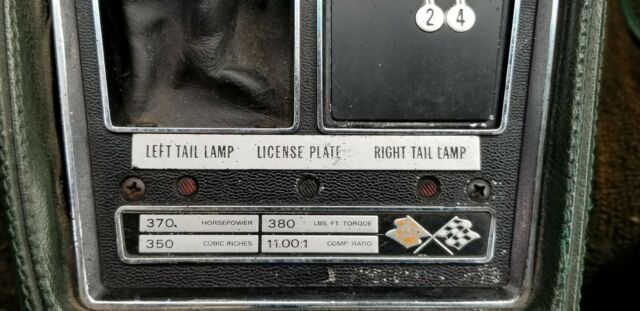 2 4
LEFT TAIL LAMP LICENSE PLATE RIGHT TAIL LAMP
370. HORSEPOWER 380 LBS. FT. TORQUE
350 CUBIC INCHES 11.00:1 COMP. RATIO